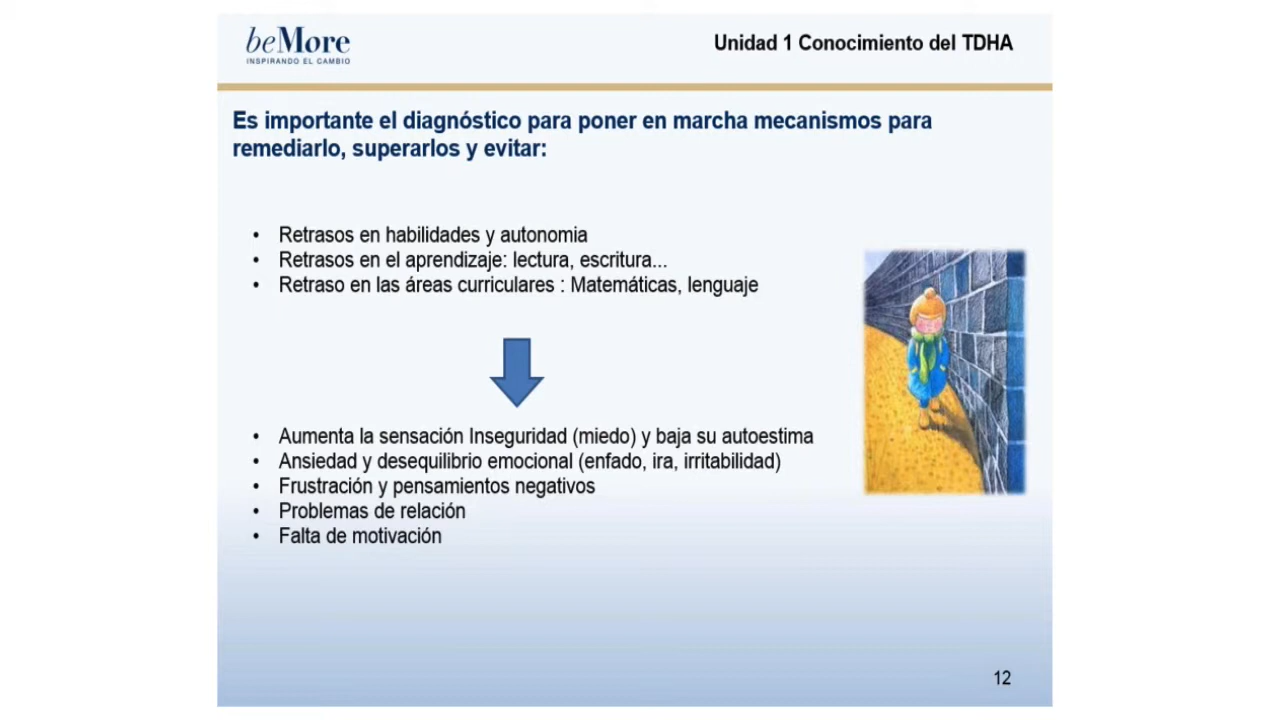 beMore
INSPIRANDO EL CAMBIO
Unidad 1 Conocimiento del TDHA
Es importante el diagnóstico para poner en marcha mecanismos para
remediarlo, superarlos y evitar:
• Retrasos en habilidades y autonomia
• Retrasos en el aprendizaje: lectura, escritura...
• Retraso en las áreas curriculares : Matemáticas, lenguaje
• Aumenta la sensación Inseguridad (miedo) y baja su autoestima
• Ansiedad y desequilibrio emocional (enfado, ira, irritabilidad)
• Frustración y pensamientos negativos
• Problemas de relación
• Falta de motivación
12